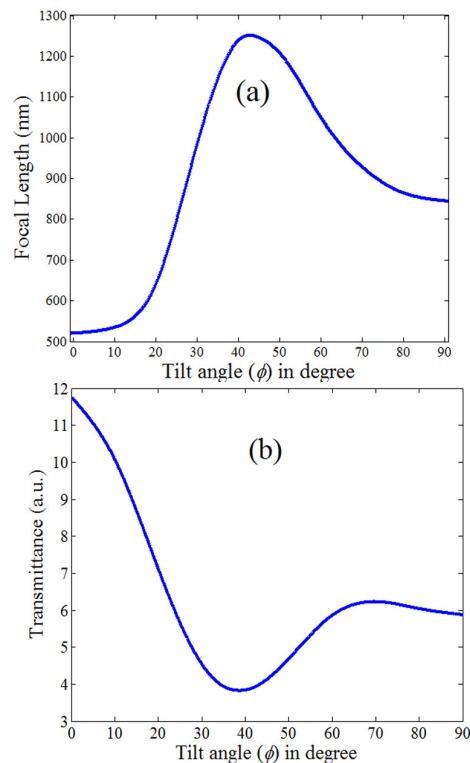 1300
1200
1100
1000
900
800
700
600
500
Focal Length (nm)
(a)
0 10 20 30 40 50 60 70 80 90
Tilt angle (ϕ) in degree
12
11
10
9
8
7
6
5
4
3
Transmittance (a.u.)
(b)
0 10 20 30 40 50 60 70 80 90
Tilt angle (ϕ) in degree